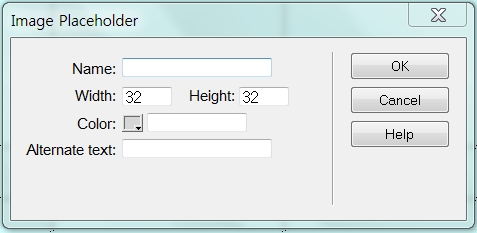 Image Placeholder
Name:
OK
Width: 32 Height: 32
Cancel
Color:
Help
Alternate text: